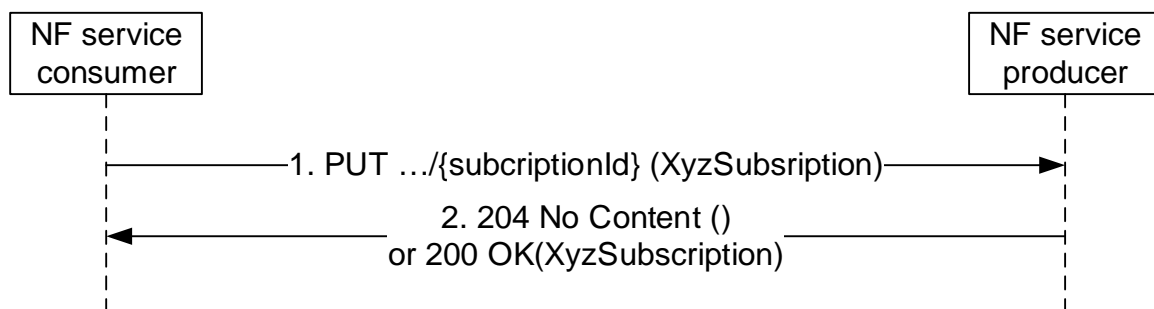 NF service
consumer
NF service
producer
1. PUT …/{subcriptionId} (XyzSubsription)
2. 204 No Content ()
or 200 OK(XyzSubscription)